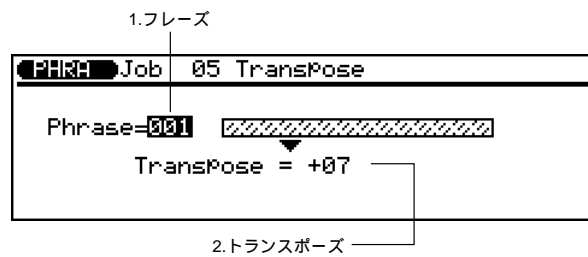 1.フレーズ
PHRA Job 05 Transpose
Phrase=001
Transpose = +07
2.トランスポーズ